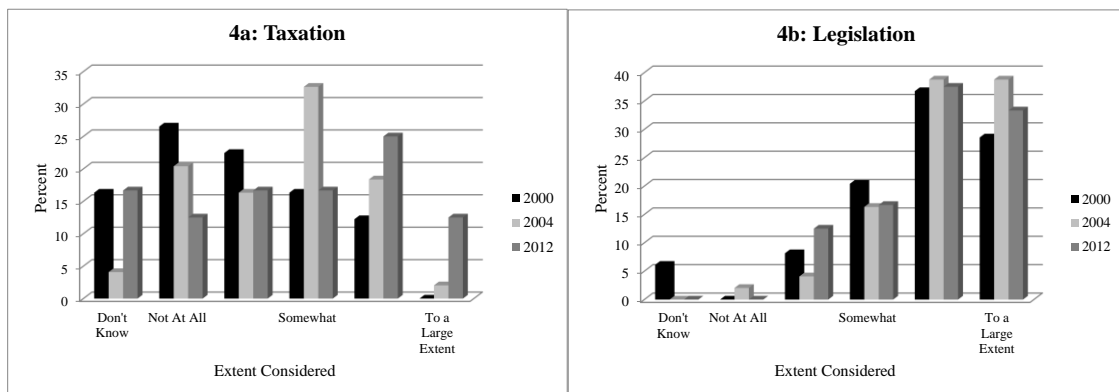 4a: Taxation
35
30
25
20
15
10
5
0
Percent
Don't
Know
Not At All
Somewhat
To a
Large
Extent
Extent Considered
2000
2004
2012
4b: Legislation
40
35
30
25
20
15
10
5
0
Percent
Don't
Know
Not At All
Somewhat
To a
Large
Extent
Extent Considered
2000
2004
2012